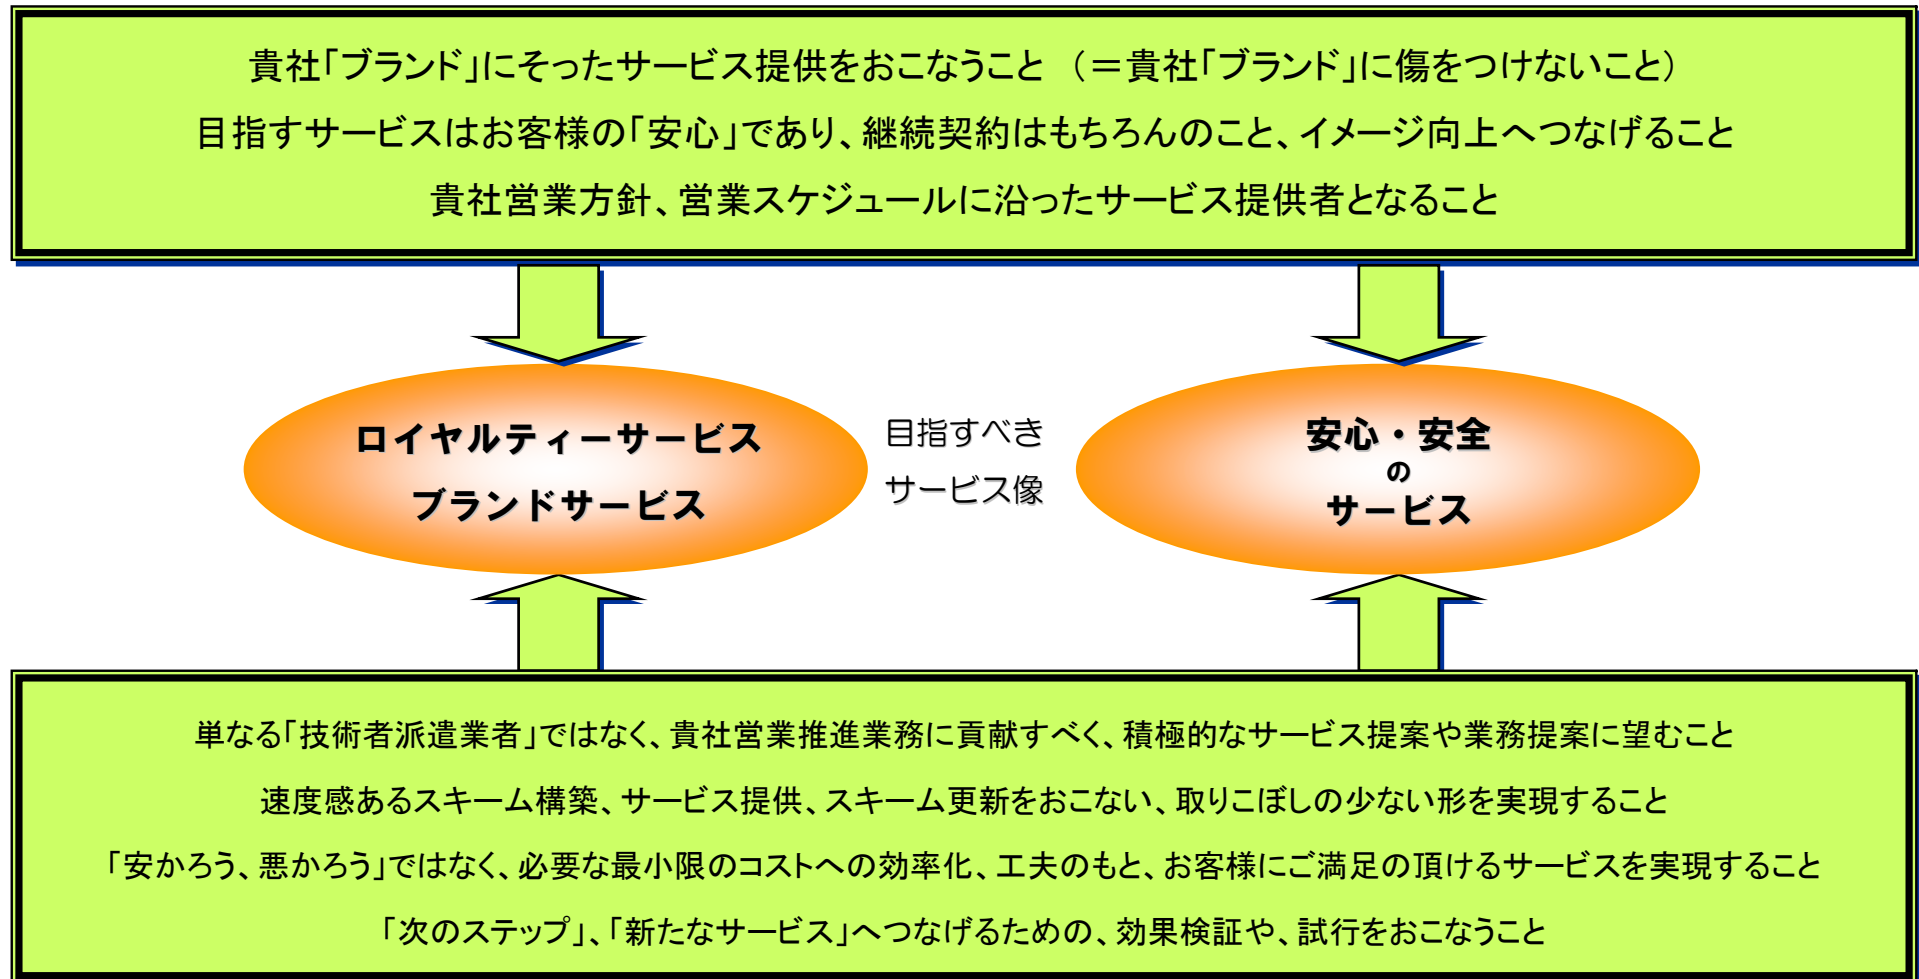 貴社「ブランド」にそったサービス提供をおこなうこと （＝貴社「ブランド」に傷をつけないこと）
目指すサービスはお客様の「安心」であり、継続契約はもちろんのこと、イメージ向上へつなげること
貴社営業方針、営業スケジュールに沿ったサービス提供者となること
ロイヤルティーサービス
ブランドサービス
目指すべき
サービス像
安心・安全
の
サービス
単なる「技術者派遣業者」ではなく、貴社営業推進業務に貢献すべく、積極的なサービス提案や業務提案に望むこと
速度感あるスキーム構築、サービス提供、スキーム更新をおこない、取りこぼしの少ない形を実現すること
「安かろう、悪かろう」ではなく、必要な最小限のコストへの効率化、工夫のもと、お客様にご満足の頂けるサービスを実現すること
「次のステップ」、「新たなサービス」へつなげるための、効果検証や、試行をおこなうこと